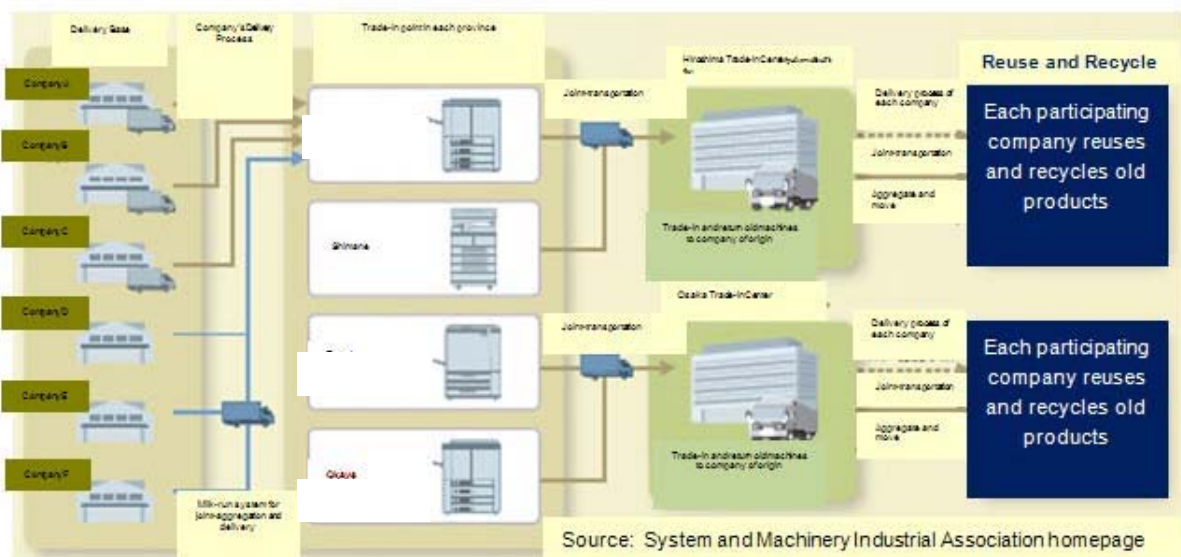 Delivery Base
Company's Delivery
Process
Trade-in point in each province
Company A
Company B
Company C
Company D
Company E
Company F
Milk-run system for
joint-aggregation and
delivery
Shimane
Okaya
Joint-transportation
Hiroshima Trade-in Center
Trade-in and return old machines
to company of origin
Delivery process of
each company
Joint-transportation
Aggregate and
move
Reuse and Recycle
Each participating
company reuses
and recycles old
products
Joint-transportation
Osaka Trade-in Center
Trade-in and return old machines
to company of origin
Delivery process of
each company
Joint-transportation
Aggregate and
move
Each participating
company reuses
and recycles old
products
Source: System and Machinery Industrial Association homepage